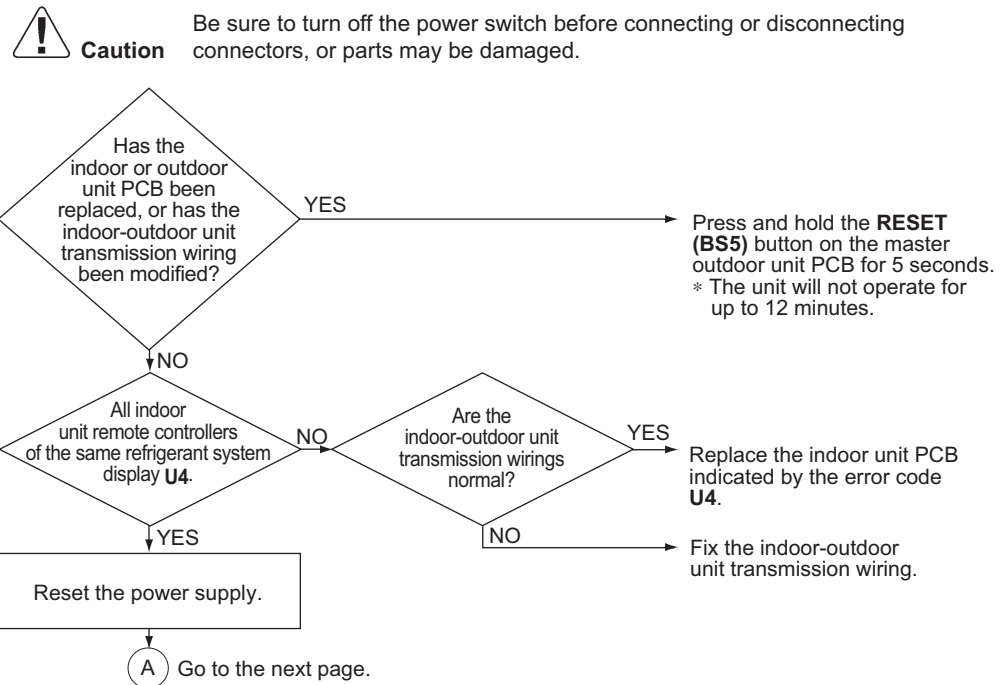 Be sure to turn off the power switch before connecting or disconnecting
Caution connectors, or parts may be damaged.
Has the
indoor or outdoor
unit PCB been
replaced, or has the
indoor-outdoor unit
transmission wiring
been modified?
YES
Press and hold the RESET
(BS5) button on the master
outdoor unit PCB for 5 seconds.
* The unit will not operate for
up to 12 minutes.
NO
All indoor
unit remote controllers
of the same refrigerant system
display U4.
NO
Are the
indoor-outdoor unit
transmission wirings
normal?
YES
Replace the indoor unit PCB
indicated by the error code
U4.
NO
Fix the indoor-outdoor
unit transmission wiring.
YES
Reset the power supply.
A Go to the next page.